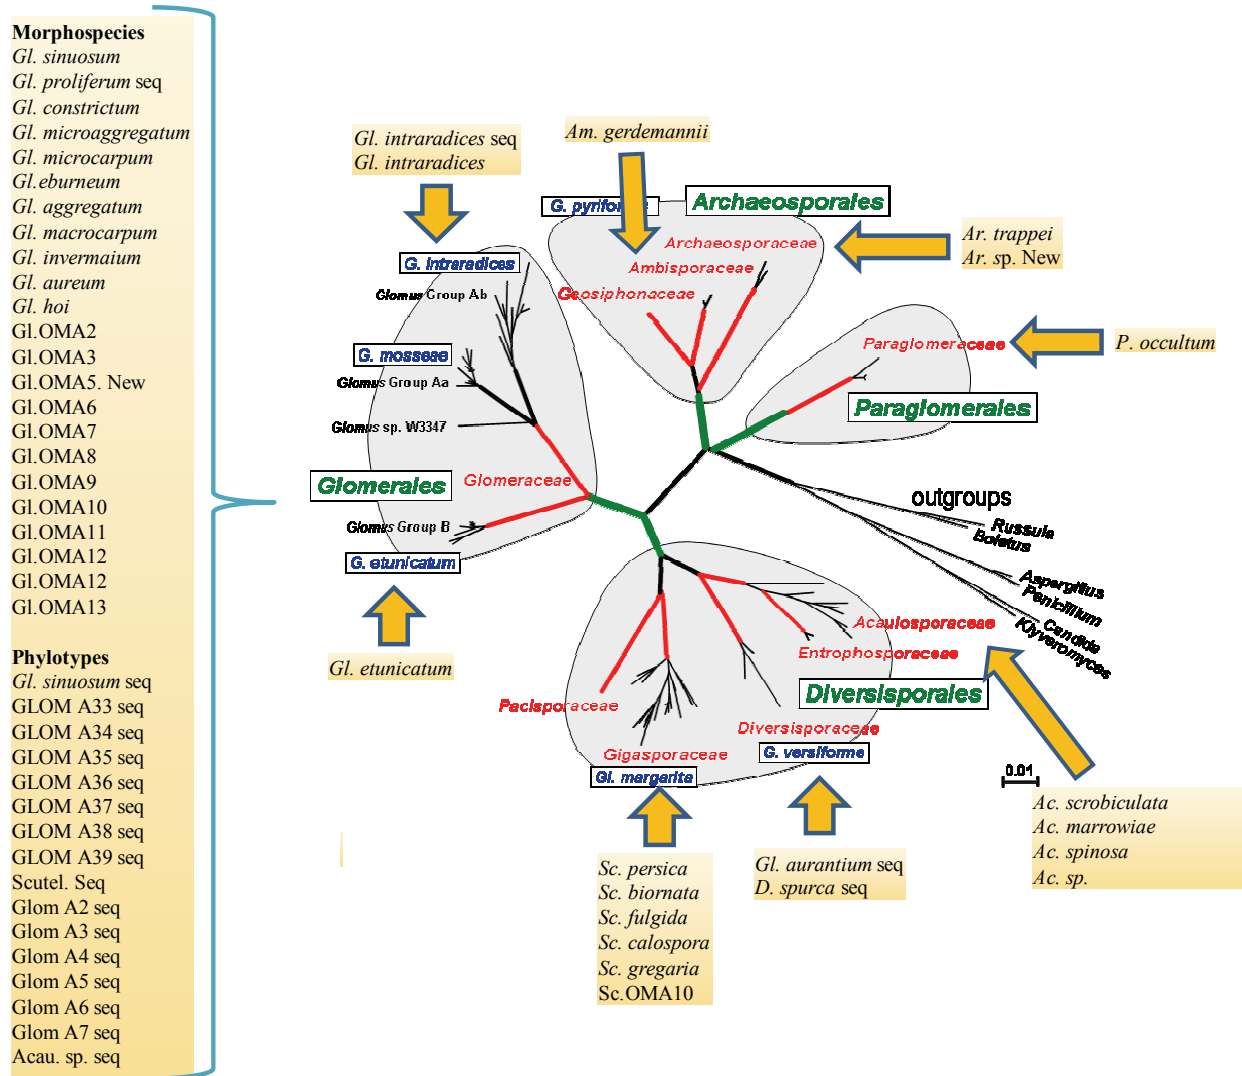 Morphospecies
Gl. sinuosum
Gl. proliferum seq
Gl. constrictum
Gl. microaggregatum
Gl. microcarpum
Gl.eburneum
Gl. aggregatum
Gl. macrocarpum
Gl. invermaium
Gl. aureum
Gl. hoi
Gl.OMA2
Gl.OMA3
Gl.OMA5. New
Gl.OMA6
Gl.OMA7
Gl.OMA8
Gl.OMA9
Gl.OMA10
Gl.OMA11
Gl.OMA12
Gl.OMA12
Gl.OMA13
Phylotypes
Gl. sinuosum seq
GLOM A33 seq
GLOM A34 seq
GLOM A35 seq
GLOM A36 seq
GLOM A37 seq
GLOM A38 seq
GLOM A39 seq
Scutel. Seq
Glom A2 seq
Glom A3 seq
Glom A4 seq
Glom A5 seq
Glom A6 seq
Glom A7 seq
Acau. sp. seq
Gl. intraradices seq
Gl. intraradices
Am. gerdemannii
G. pyrifor
Archaeosporales
Archaeosporaceae
Ambisporaceae
Geosiphonaceae
Ar. trappei
Ar. sp. New
G. intraradices
Glomus Group Ab
G. mosseae
Glomus Group Aa
Glomus sp. W3347
Glomeraceae
Glomerales
Glomus Group B
G. etunicatum
Gl. etunicatum
Paraglomeraceae
P. occultum
Paraglomerales
outgroups
Russula
Boletus
Aspergillus
Penicillium
Candida
Klyveromyces
Acaulosporaceae
Entrophosporaceae
Diversisporales
Pacisporaceae
Diversisporaceae
Gigasporaceae
G. versiforme
Gi. margarita
0.01
Ac. scrobiculata
Ac. marrowiae
Ac. spinosa
Ac. sp.
Sc. persica
Sc. biornata
Sc. fulgida
Sc. calospora
Sc. gregaria
Sc.OMA10
Gl. aurantium seq
D. spurca seq